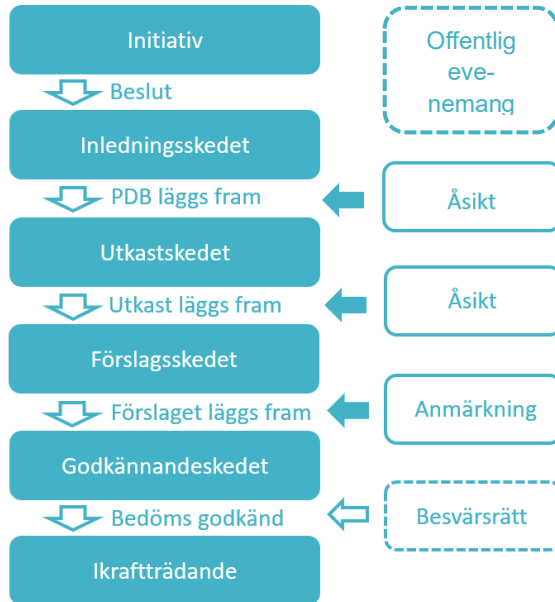 Initiativ
Offentlig
eve-
nemang
Beslut
Inledningsskedet
PDB läggs fram
Åsikt
Utkastskedet
Utkast läggs fram
Åsikt
Förslagsskedet
Förslaget läggs fram
Anmärkning
Godkännandeskedet
Bedöms godkänd
Besvärsrätt
Ikraftträdande